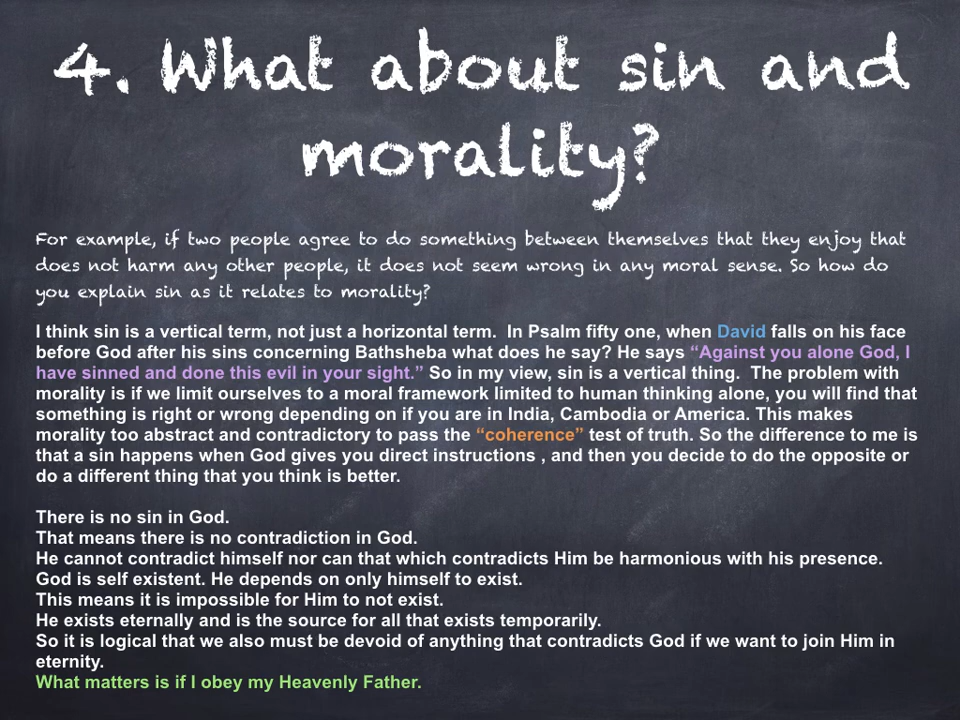 4. What about sin and
morality?
For example, if two people agree to do something between themselves that they enjoy that
does not harm any other people, it does not seem wrong in any moral sense. So how do
you explain sin as it relates to morality?
I think sin is a vertical term, not just a horizontal term.  In Psalm fifty one, when David falls on his face
before God after his sins concerning Bathsheba what does he say? He says “Against you alone God, I
have sinned and done this evil in your sight.” So in my view, sin is a vertical thing.  The problem with
morality is if we limit ourselves to a moral framework limited to human thinking alone, you will find that
something is right or wrong depending on if you are in India, Cambodia or America. This makes
morality too abstract and contradictory to pass the “coherence” test of truth. So the difference to me is
that a sin happens when God gives you direct instructions , and then you decide to do the opposite or
do a different thing that you think is better.
There is no sin in God.
That means there is no contradiction in God.
He cannot contradict himself nor can that which contradicts Him be harmonious with his presence.
God is self existent. He depends on only himself to exist.
This means it is impossible for Him to not exist.
He exists eternally and is the source for all that exists temporarily.
So it is logical that we also must be devoid of anything that contradicts God if we want to join Him in
eternity.
What matters is if I obey my Heavenly Father.